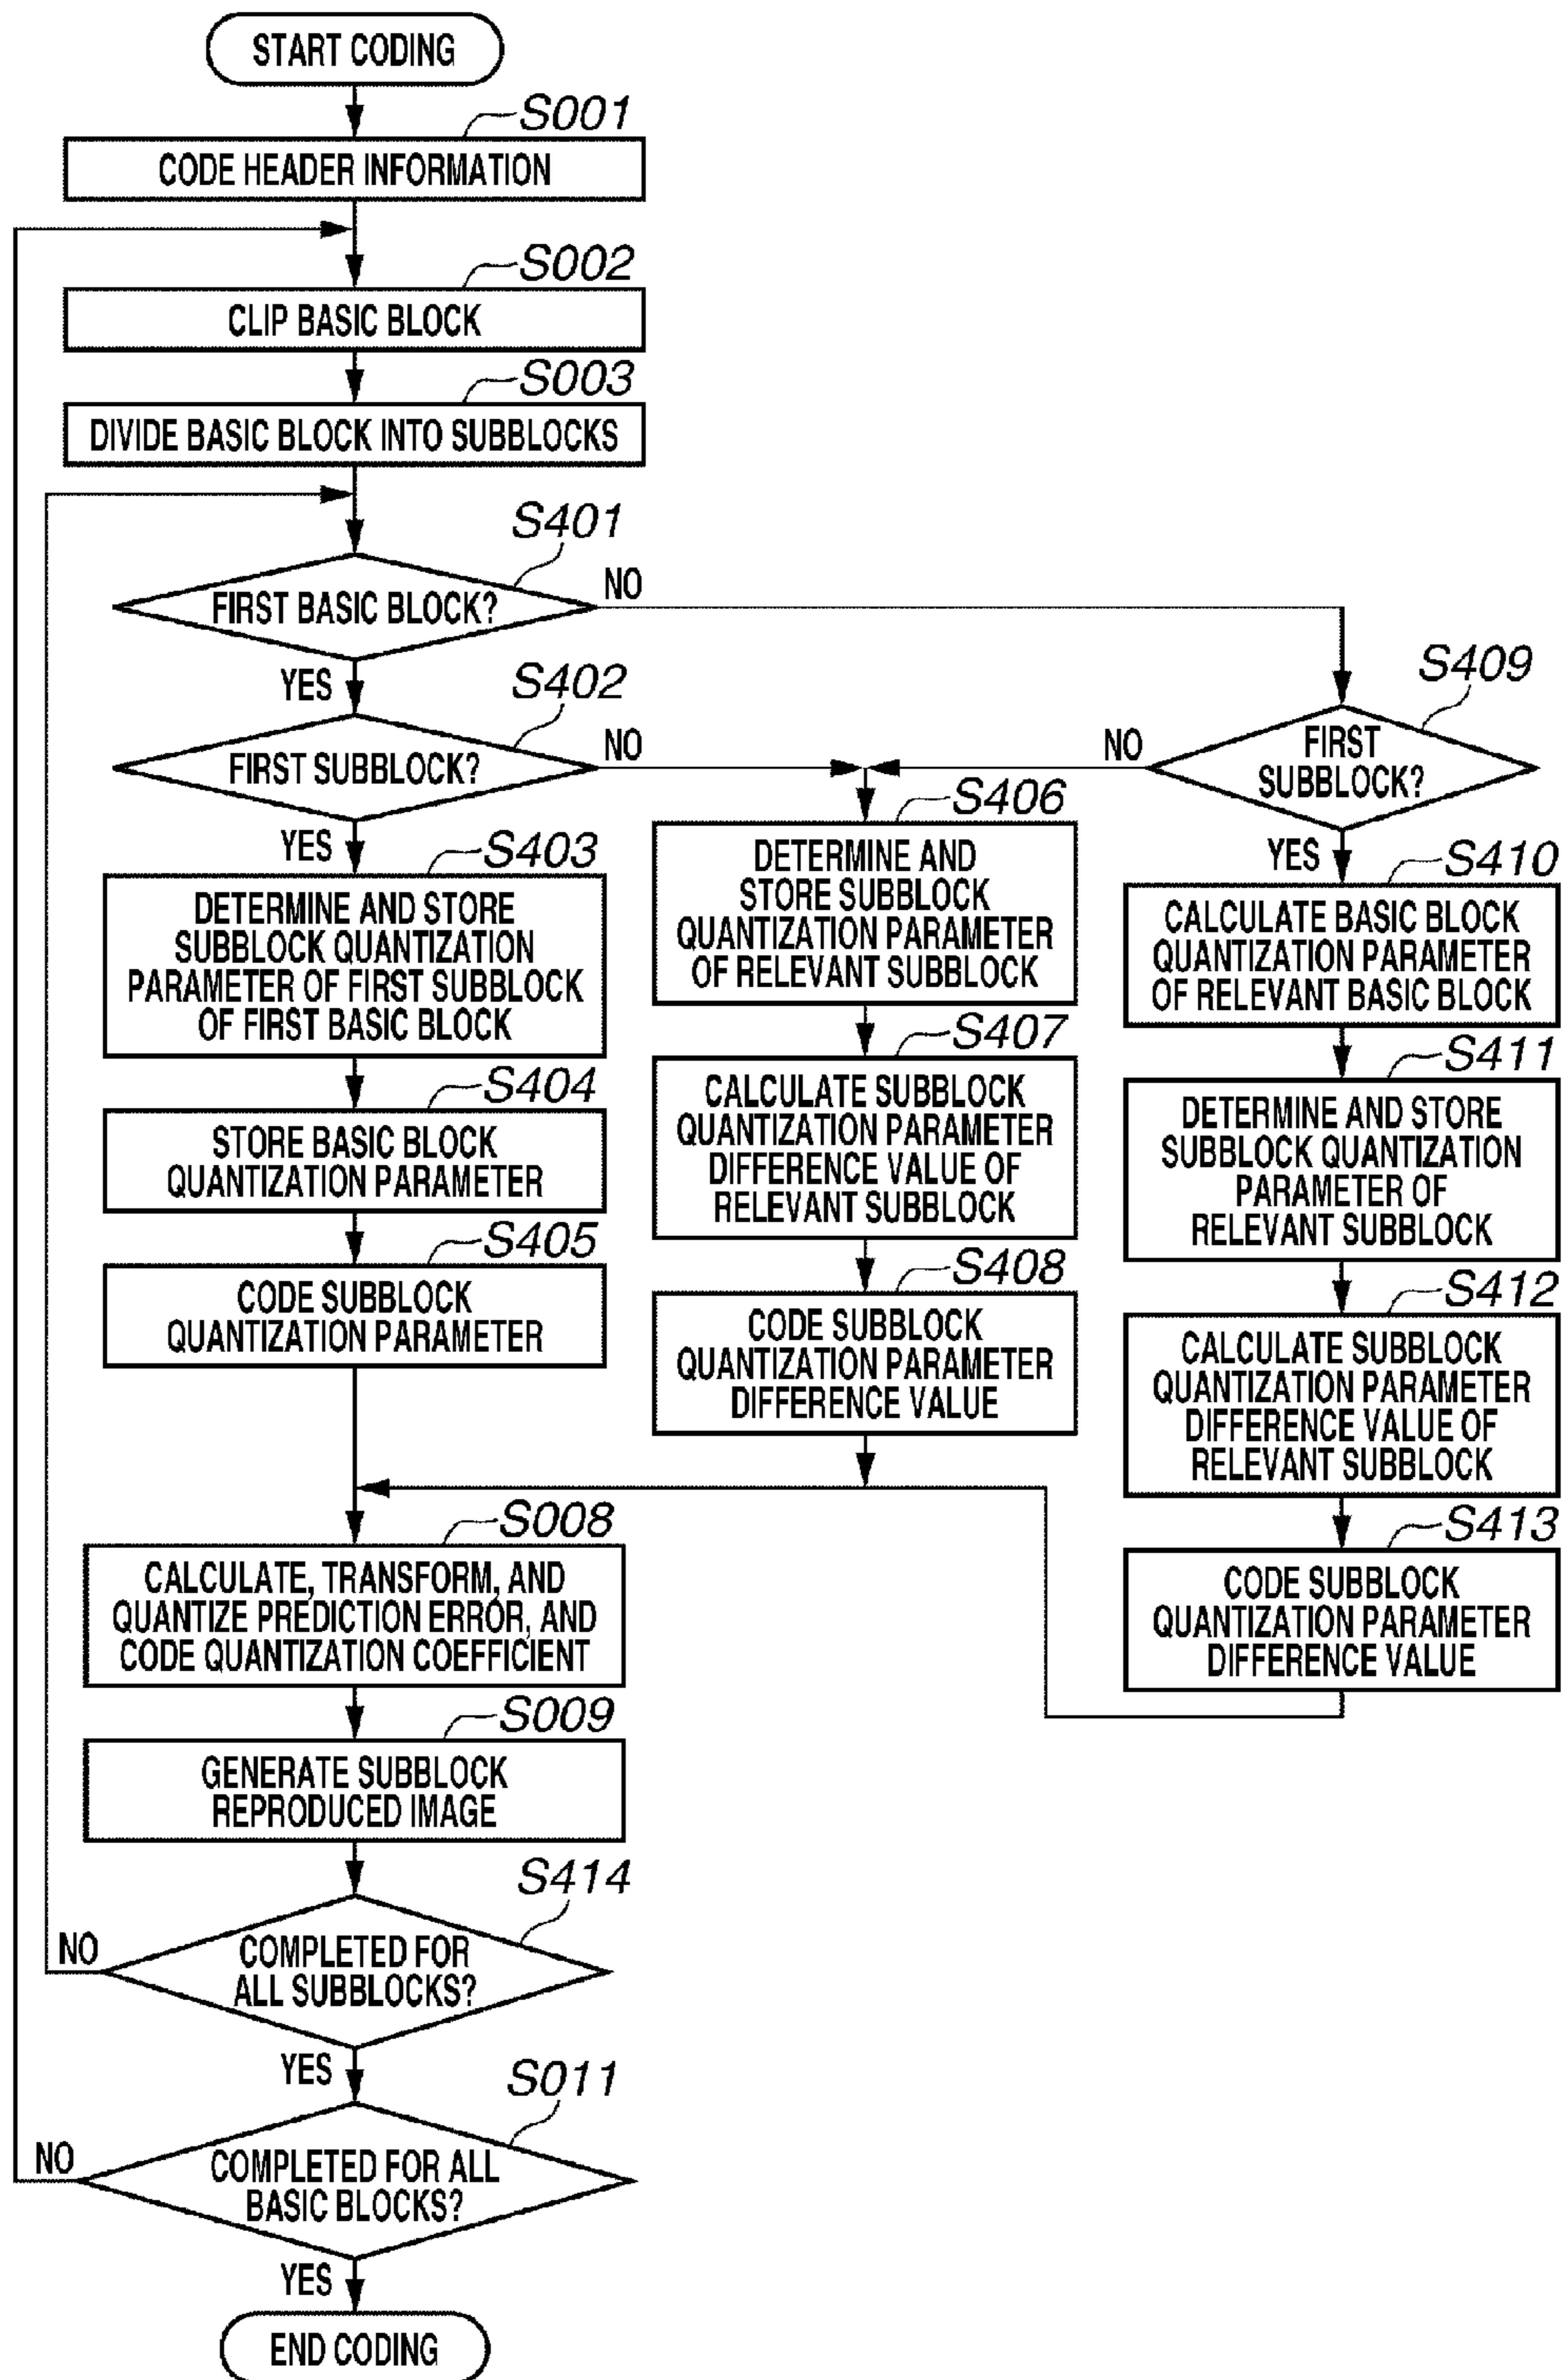 START CODING
S001
CODE HEADER INFORMATION
S002
CLIP BASIC BLOCK
S003
DIVIDE BASIC BLOCK INTO SUBBLOCKS
S401
FIRST BASIC BLOCK?
NO
YES
S402
FIRST SUBBLOCK?
NO
YES
S403
DETERMINE AND STORE
SUBBLOCK QUANTIZATION
PARAMETER OF FIRST SUBBLOCK
OF FIRST BASIC BLOCK
S404
STORE BASIC BLOCK
QUANTIZATION PARAMETER
S405
CODE SUBBLOCK
QUANTIZATION PARAMETER
S406
DETERMINE AND
STORE SUBBLOCK
QUANTIZATION PARAMETER
OF RELEVANT SUBBLOCK
S407
CALCULATE SUBBLOCK
QUANTIZATION PARAMETER
DIFFERENCE VALUE OF
RELEVANT SUBBLOCK
S408
CODE SUBBLOCK
QUANTIZATION PARAMETER
DIFFERENCE VALUE
S409
FIRST
SUBBLOCK?
NO
YES
S410
CALCULATE BASIC BLOCK
QUANTIZATION PARAMETER
OF RELEVANT BASIC BLOCK
S411
DETERMINE AND STORE
SUBBLOCK QUANTIZATION
PARAMETER OF
RELEVANT SUBBLOCK
S412
CALCULATE SUBBLOCK
QUANTIZATION PARAMETER
DIFFERENCE VALUE OF
RELEVANT SUBBLOCK
S413
CODE SUBBLOCK
QUANTIZATION PARAMETER
DIFFERENCE VALUE
S008
CALCULATE, TRANSFORM, AND
QUANTIZE PREDICTION ERROR, AND
CODE QUANTIZATION COEFFICIENT
S009
GENERATE SUBBLOCK
REPRODUCED IMAGE
S414
COMPLETED FOR
ALL SUBBLOCKS?
NO
YES
S011
COMPLETED FOR ALL
BASIC BLOCKS?
NO
YES
END CODING